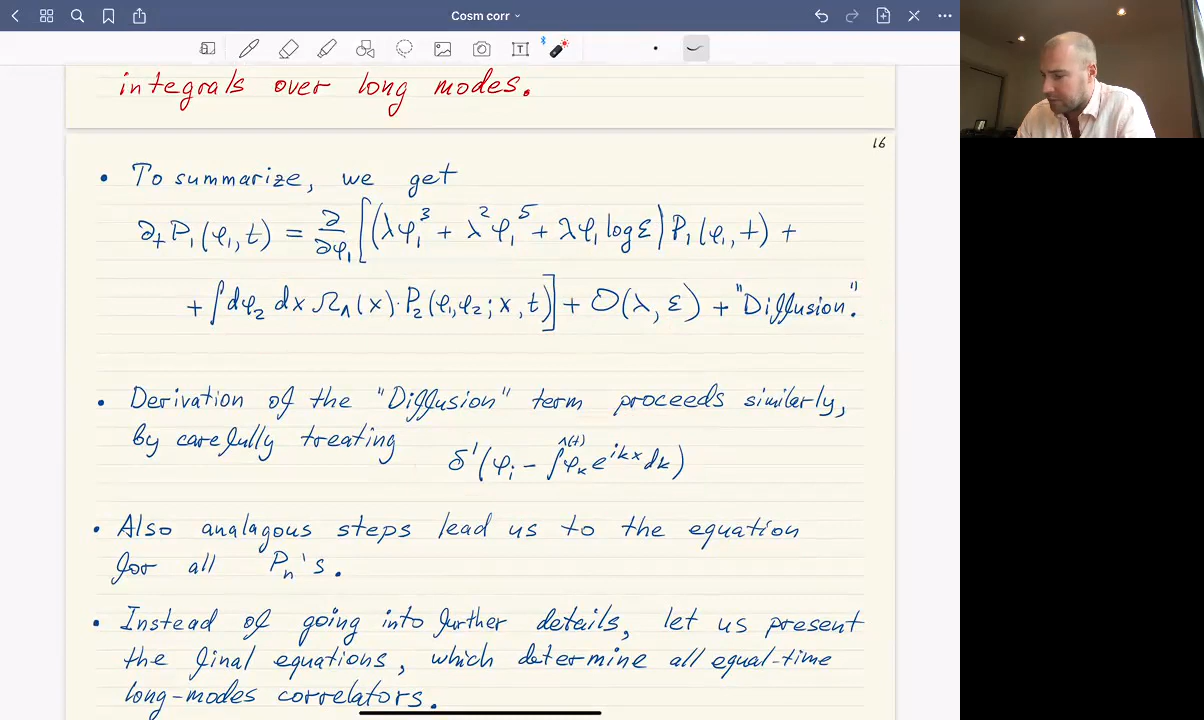 Cosm corr
integrals over long modes.
16
• To summarize, we get
∂ₜP₁(φ₁,t) = ∂/∂φ₁ [(λφ₁³ + λ²φ₁⁵ + λφ₁ log ε) P₁(φ₁,t) +
+ ∫dφ₂ dx Ω_Λ(x)·P₂(φ₁,φ₂; x,t)] + O(λ,ε) + "Diffusion".
• Derivation of the "Diffusion" term proceeds similarly,
by carefully treating δ'(φᵢ - ∫^Λ(t) φ_k e^{ikx} dk)
• Also analagous steps lead us to the equation
for all Pₙ's.
• Instead of going into further details, let us present
the final equations, which determine all equal-time
long-modes correlators.